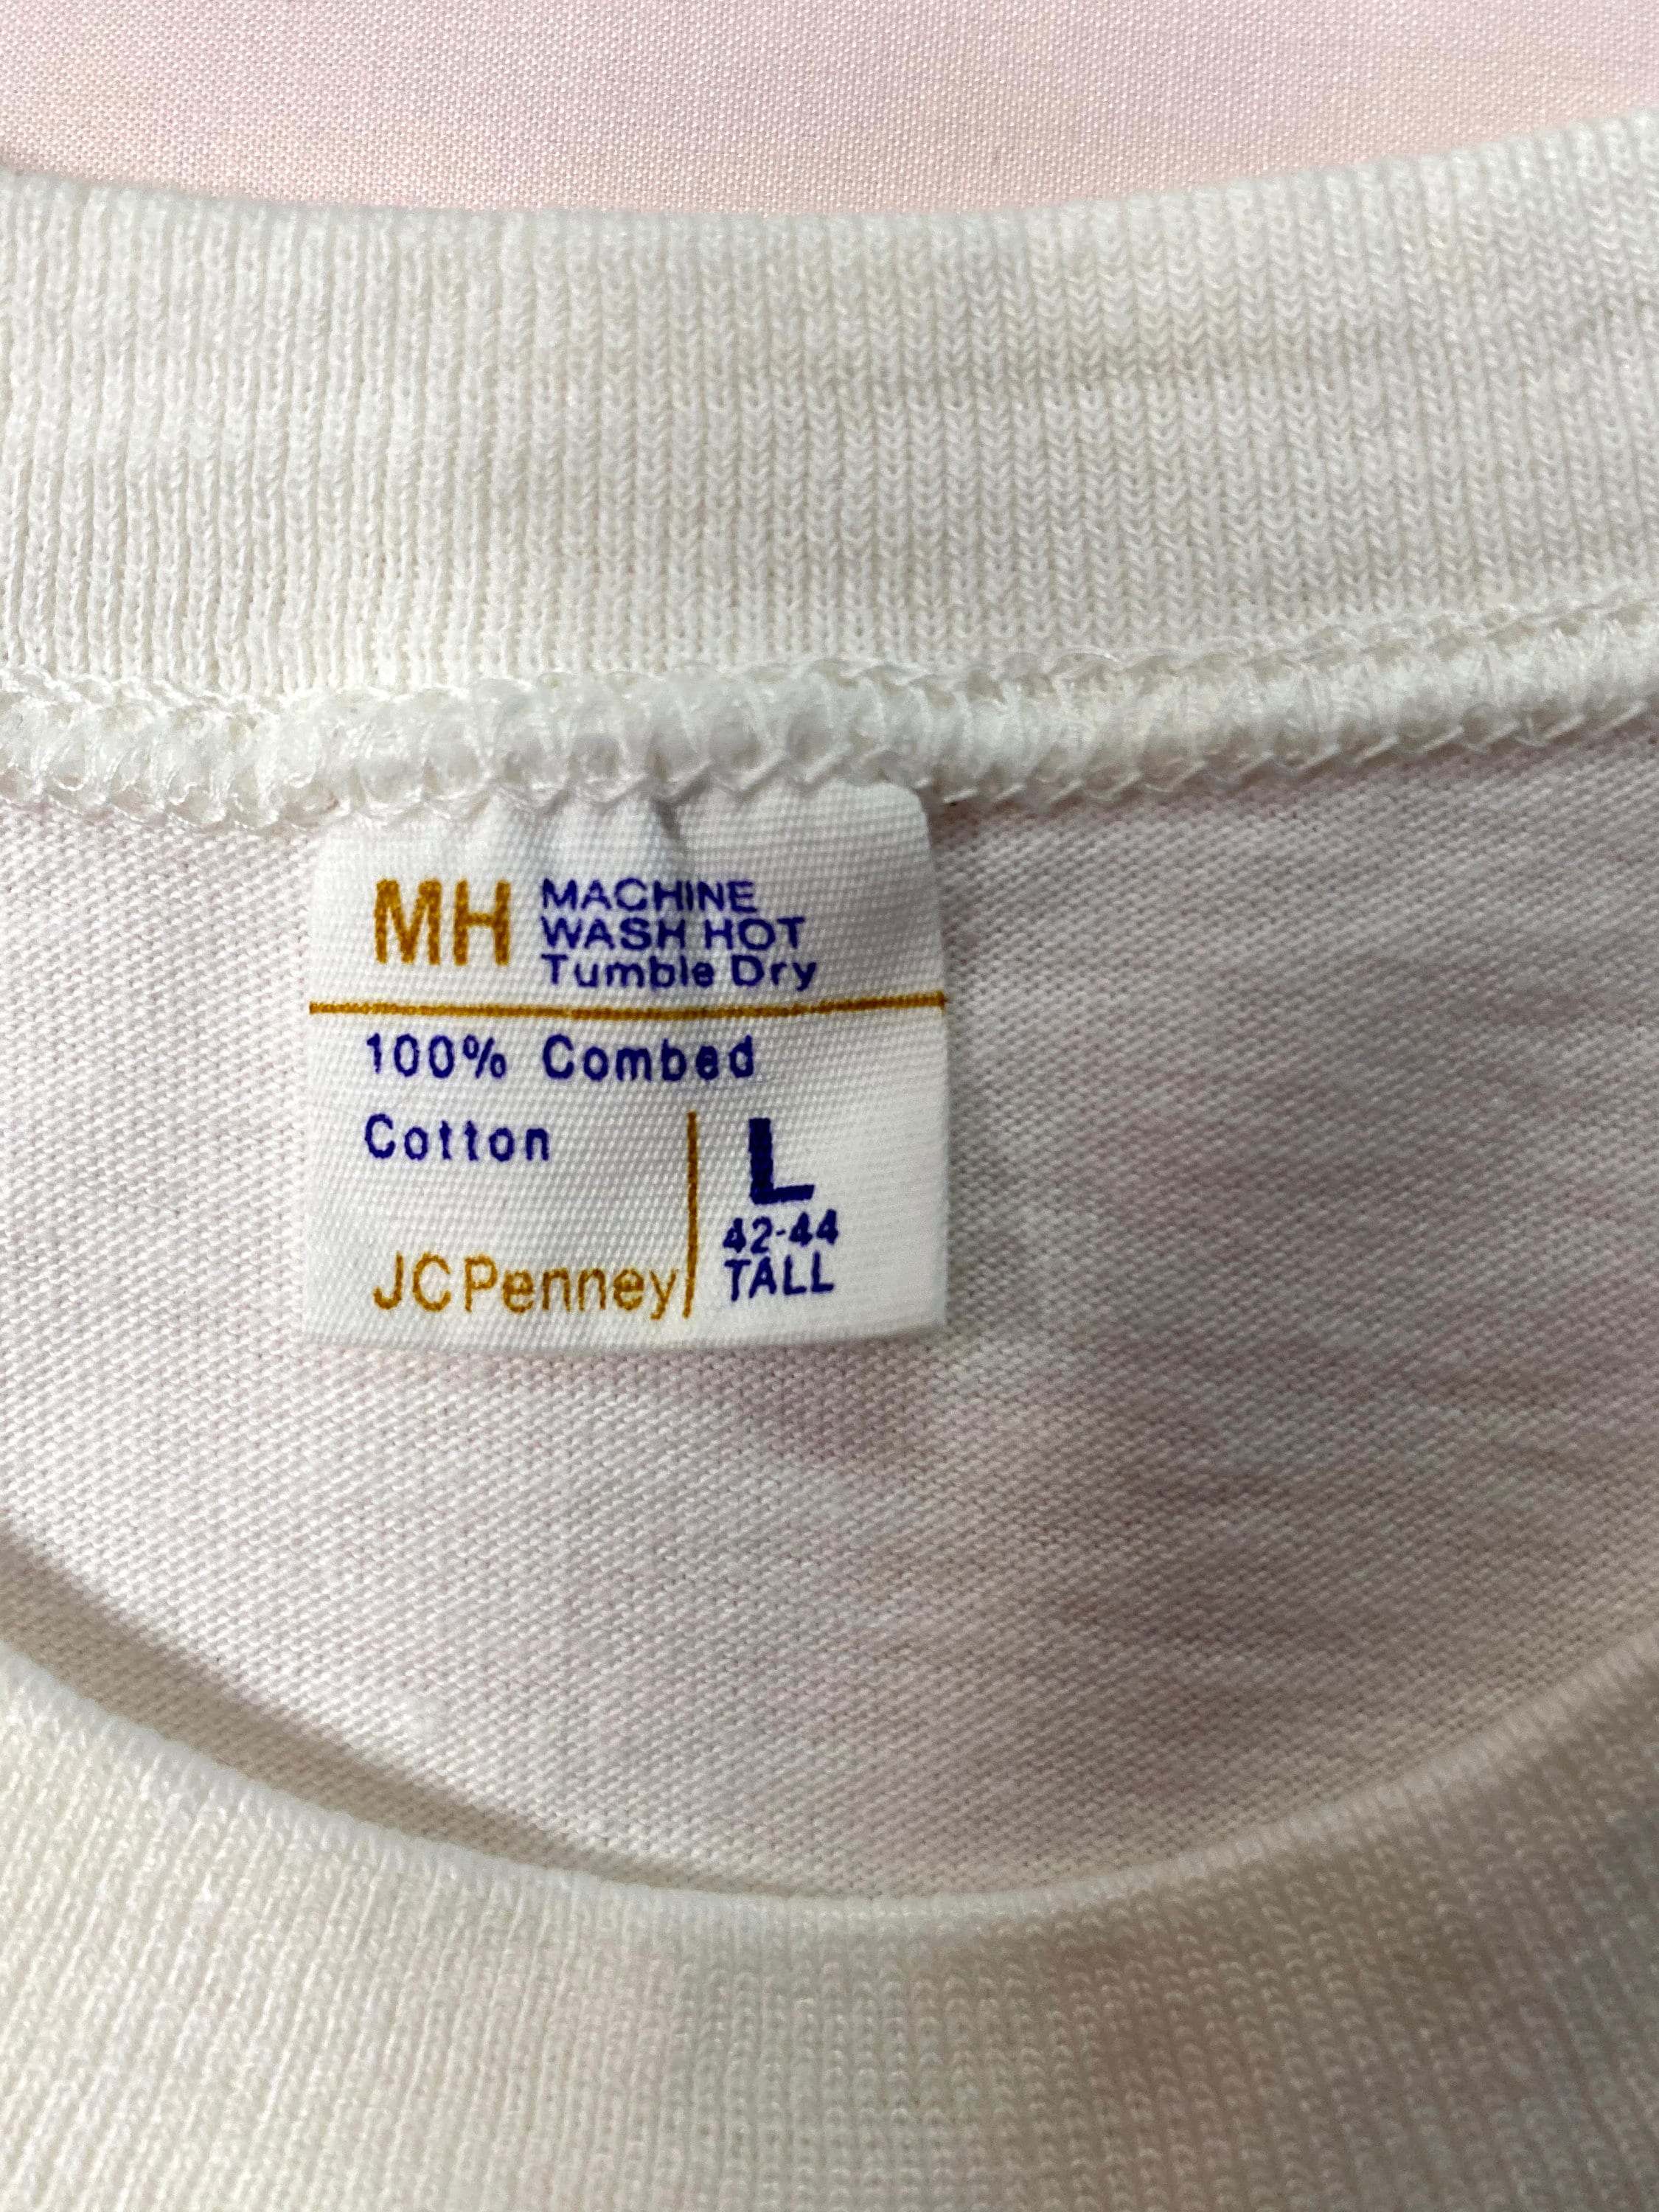 MH MACHINE
WASH HOT
Tumble Dry
100% Combed
Cotton
L
42-44
TALL
JCPenney